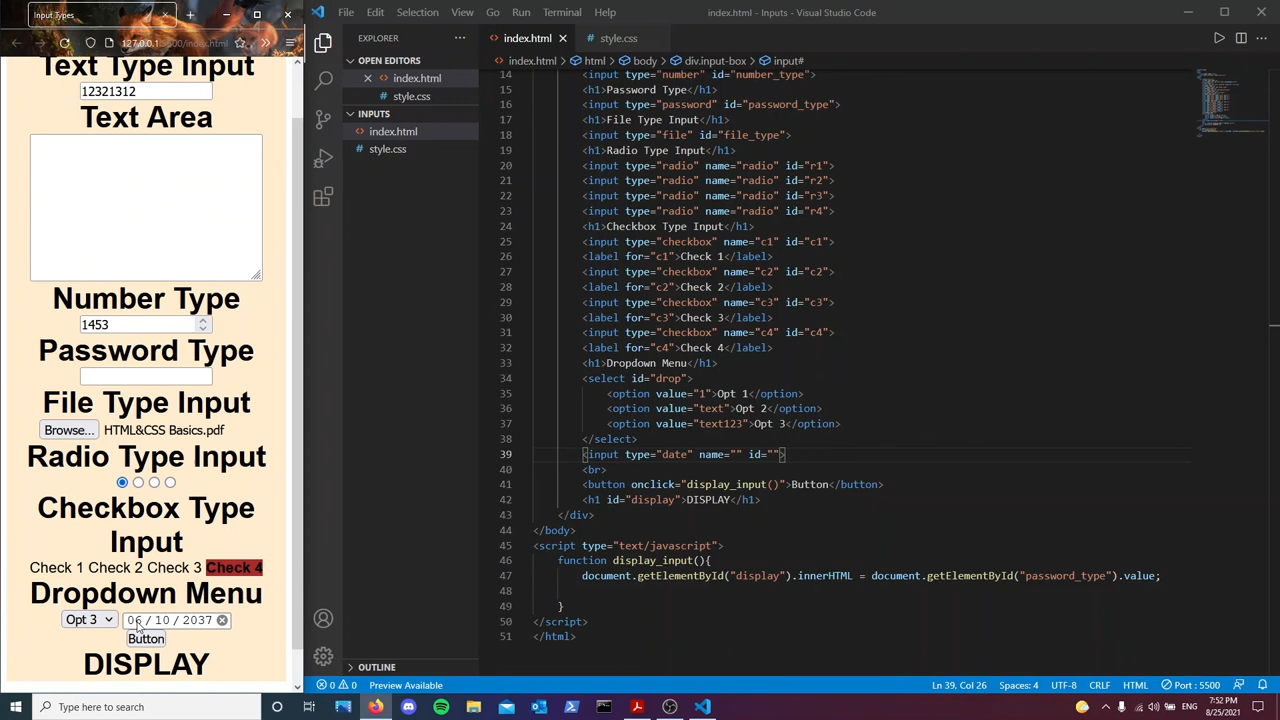 Input Types
127.0.0.1:5500/index.html
Text Type Input
12321312
Text Area
Number Type
1453
Password Type
File Type Input
Browse... HTML&CSS Basics.pdf
Radio Type Input
Checkbox Type
Input
Check 1 Check 2 Check 3 Check 4
Dropdown Menu
Opt 3 06 / 10 / 2037
Button
DISPLAY
File Edit Selection View Go Run Terminal Help index.html - Inputs - Visual Studio Code
EXPLORER
OPEN EDITORS
index.html
style.css
INPUTS
index.html
style.css
OUTLINE
index.html style.css
index.html > html > body > div.input-box > input#
14 <input type="number" id="number_type">
15 <h1>Password Type</h1>
16 <input type="password" id="password_type">
17 <h1>File Type Input</h1>
18 <input type="file" id="file_type">
19 <h1>Radio Type Input</h1>
20 <input type="radio" name="radio" id="r1">
21 <input type="radio" name="radio" id="r2">
22 <input type="radio" name="radio" id="r3">
23 <input type="radio" name="radio" id="r4">
24 <h1>Checkbox Type Input</h1>
25 <input type="checkbox" name="c1" id="c1">
26 <label for="c1">Check 1</label>
27 <input type="checkbox" name="c2" id="c2">
28 <label for="c2">Check 2</label>
29 <input type="checkbox" name="c3" id="c3">
30 <label for="c3">Check 3</label>
31 <input type="checkbox" name="c4" id="c4">
32 <label for="c4">Check 4</label>
33 <h1>Dropdown Menu</h1>
34 <select id="drop">
35 <option value="1">Opt 1</option>
36 <option value="text">Opt 2</option>
37 <option value="text123">Opt 3</option>
38 </select>
39 <input type="date" name="" id="">
40 <br>
41 <button onclick="display_input()">Button</button>
42 <h1 id="display">DISPLAY</h1>
43 </div>
44 </body>
45 <script type="text/javascript">
46 function display_input(){
47 document.getElementById("display").innerHTML = document.getElementById("password_type").value;
48
49 }
50 </script>
51 </html>
0 0 Preview Available Ln 39, Col 26 Spaces: 4 UTF-8 CRLF HTML Port : 5500
Type here to search
ENG 7:52 PM
8/25/2021